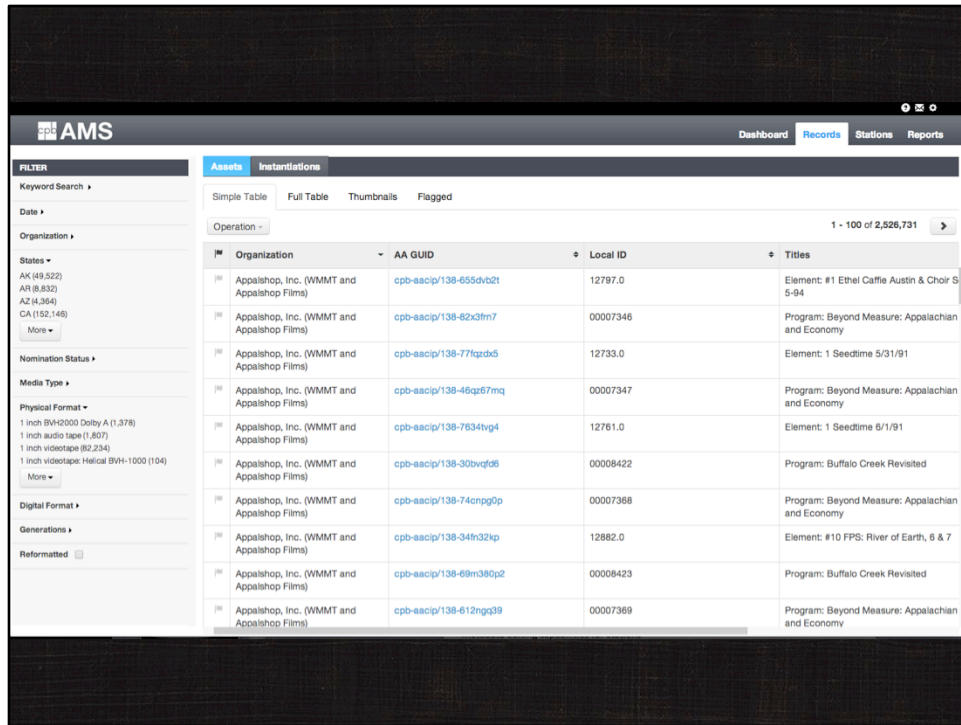 cpb AMS
Dashboard Records Stations Reports
FILTER
Keyword Search
Date
Organization
States
AK (49,522)
AR (8,832)
AZ (4,364)
CA (152,146)
More
Nomination Status
Media Type
Physical Format
1 inch BVH2000 Dolby A (1,378)
1 inch audio tape (1,807)
1 inch videotape (82,234)
1 inch videotape: Helical BVH-1000 (104)
More
Digital Format
Generations
Reformatted
Assets Instantiations
Simple Table Full Table Thumbnails Flagged
Operation
1 - 100 of 2,526,731
Organization AA GUID Local ID Titles
Appalshop, Inc. (WMMT and cpb-aacip/138-655dvb2t 12797.0 Element: #1 Ethel Caffie Austin & Choir S
Appalshop Films) 5-94
Appalshop, Inc. (WMMT and cpb-aacip/138-82x3frn7 00007346 Program: Beyond Measure: Appalachian
Appalshop Films) and Economy
Appalshop, Inc. (WMMT and cpb-aacip/138-77fqzdx5 12733.0 Element: 1 Seedtime 5/31/91
Appalshop Films)
Appalshop, Inc. (WMMT and cpb-aacip/138-46qz67mq 00007347 Program: Beyond Measure: Appalachian
Appalshop Films) and Economy
Appalshop, Inc. (WMMT and cpb-aacip/138-7634tvg4 12761.0 Element: 1 Seedtime 6/1/91
Appalshop Films)
Appalshop, Inc. (WMMT and cpb-aacip/138-30bvqfd6 00008422 Program: Buffalo Creek Revisited
Appalshop Films)
Appalshop, Inc. (WMMT and cpb-aacip/138-74cnpg0p 00007368 Program: Beyond Measure: Appalachian
Appalshop Films) and Economy
Appalshop, Inc. (WMMT and cpb-aacip/138-34fn32kp 12882.0 Element: #10 FPS: River of Earth, 6 & 7
Appalshop Films)
Appalshop, Inc. (WMMT and cpb-aacip/138-69m380p2 00008423 Program: Buffalo Creek Revisited
Appalshop Films)
Appalshop, Inc. (WMMT and cpb-aacip/138-612ngq39 00007369 Program: Beyond Measure: Appalachian
Appalshop Films) and Economy